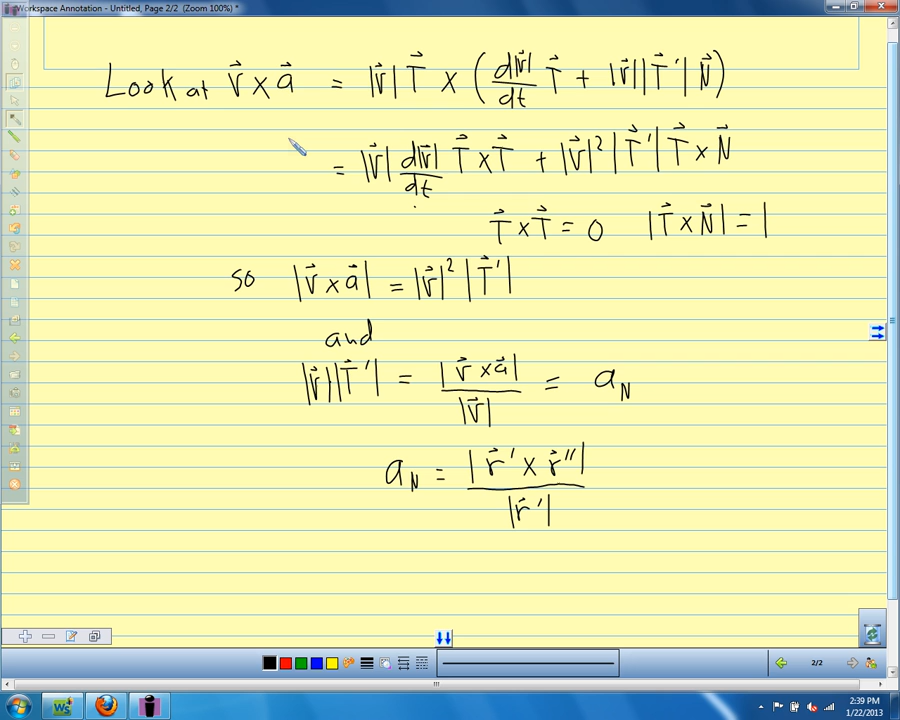 Workspace Annotation - Untitled, Page 2/2 (Zoom 100%) *
Look at v⃗ × a⃗ = |v⃗| T⃗ × ( d|v⃗|/dt T⃗ + |v⃗||T⃗'| N⃗ )
= |v⃗| d|v⃗|/dt T⃗ × T⃗ + |v⃗|² |T⃗'| T⃗ × N⃗
T⃗ × T⃗ = 0 |T⃗ × N⃗| = 1
so |v⃗ × a⃗| = |v⃗|² |T⃗'|
and
|v⃗||T⃗'| = |v⃗ × a⃗| / |v⃗| = a_N
a_N = |r⃗' × r⃗''| / |r⃗'|
2/2
2:39 PM
1/22/2013